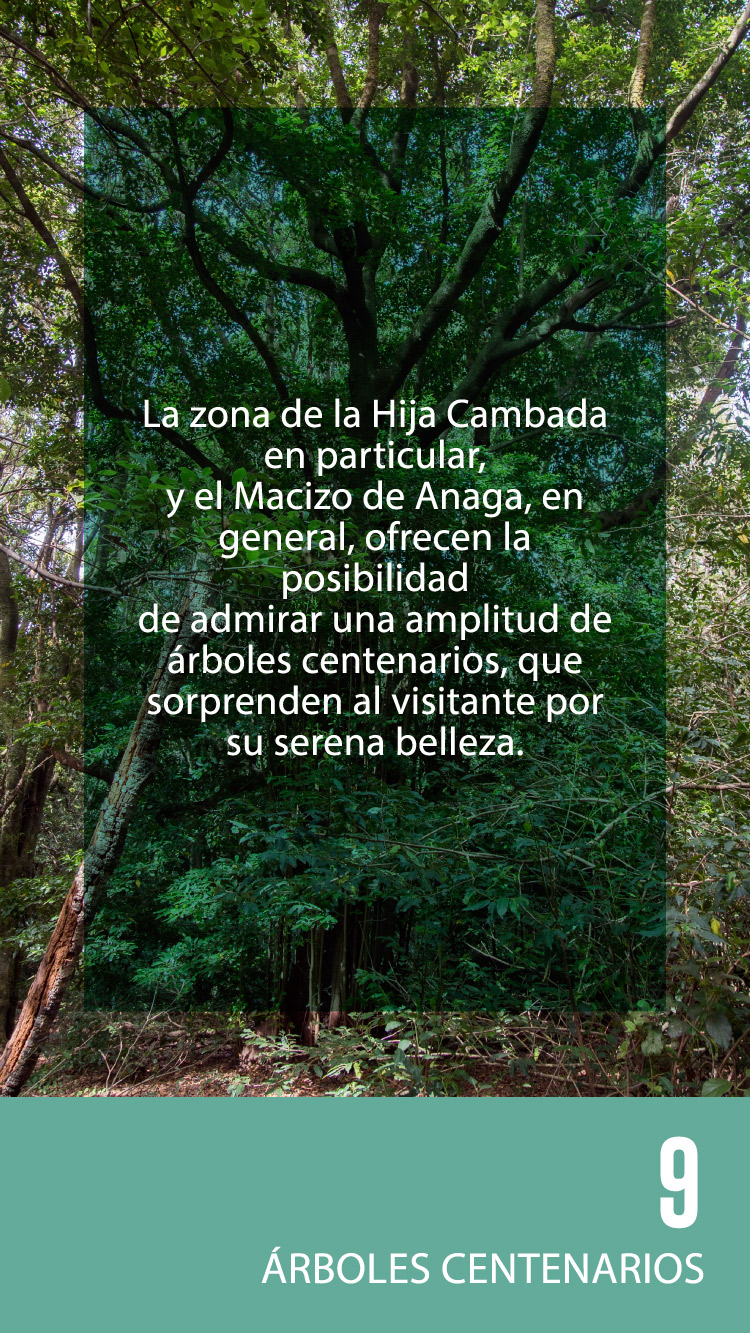 La zona de la Hija Cambada
en particular,
y el Macizo de Anaga, en
general, ofrecen la
posibilidad
de admirar una amplitud de
árboles centenarios, que
sorprenden al visitante por
su serena belleza.
9
ÁRBOLES CENTENARIOS